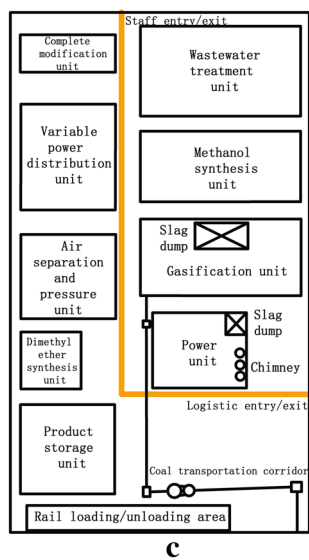 Staff entry/exit
Complete
modification
unit
Wastewater
treatment
unit
Variable
power
distribution
unit
Methanol
synthesis
unit
Slag
dump
Gasification unit
Air
separation
and
pressure
unit
Slag
dump
Power
unit
Chimney
Dimethyl
ether
synthesis
unit
Logistic entry/exit
Product
storage
unit
Coal transportation corridor
Rail loading/unloading area
c